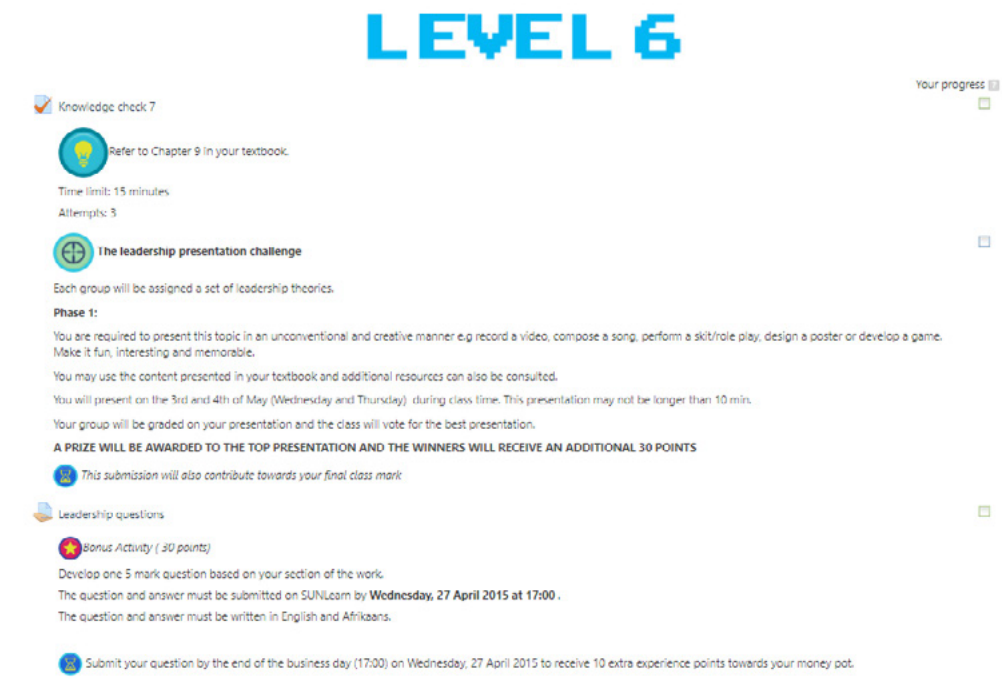 LEVEL 6
Your progress
Knowledge check 7
Refer to Chapter 9 in your textbook.
Time limit: 15 minutes
Attempts: 3
The leadership presentation challenge
Each group will be assigned a set of leadership theories.
Phase 1:
You are required to present this topic in an unconventional and creative manner e.g record a video, compose a song, perform a skit/role play, design a poster or develop a game.
Make it fun, interesting and memorable.
You may use the content presented in your textbook and additional resources can also be consulted.
You will present on the 3rd and 4th of May (Wednesday and Thursday) during class time. This presentation may not be longer than 10 min.
Your group will be graded on your presentation and the class will vote for the best presentation.
A PRIZE WILL BE AWARDED TO THE TOP PRESENTATION AND THE WINNERS WILL RECEIVE AN ADDITIONAL 30 POINTS
This submission will also contribute towards your final class mark
Leadership questions
Bonus Activity ( 30 points)
Develop one 5 mark question based on your section of the work.
The question and answer must be submitted on SUNLearn by Wednesday, 27 April 2015 at 17:00 .
The question and answer must be written in English and Afrikaans.
Submit your question by the end of the business day (17:00) on Wednesday, 27 April 2015 to receive 10 extra experience points towards your money pot.